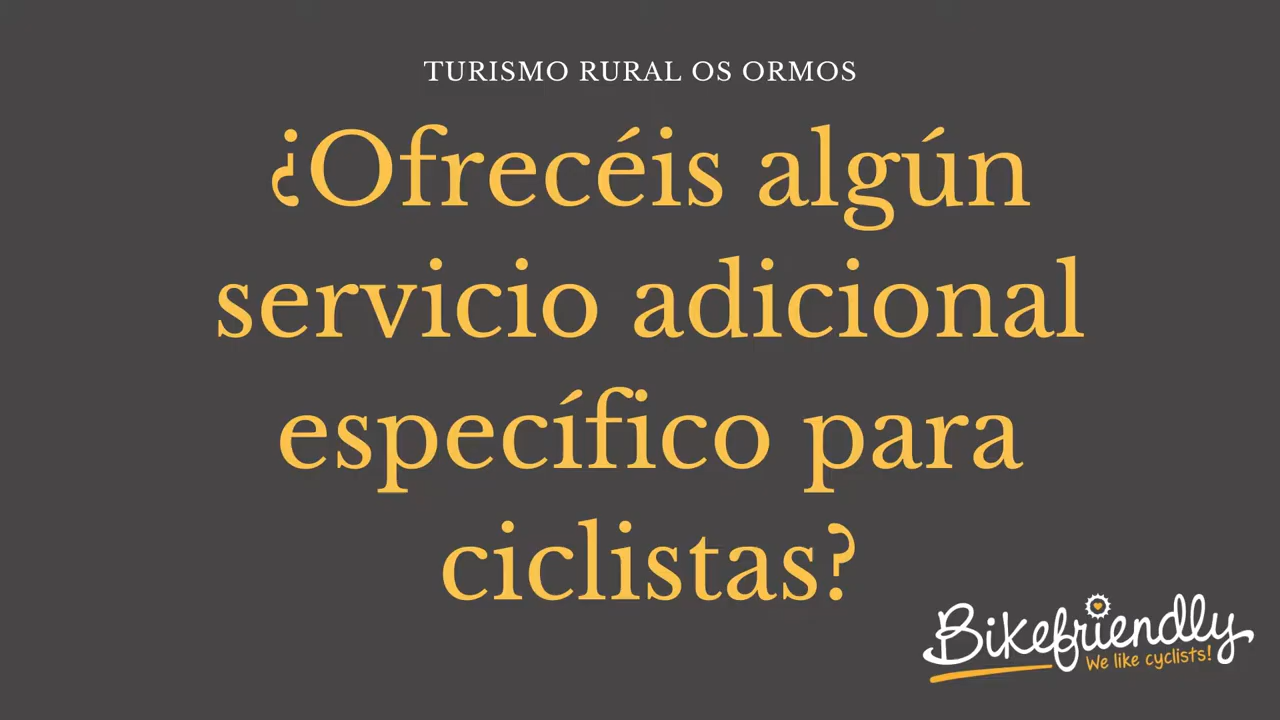 TURISMO RURAL OS ORMOS
¿Ofrecéis algún
servicio adicional
específico para
ciclistas?
Bikefriendly
We like cyclists!